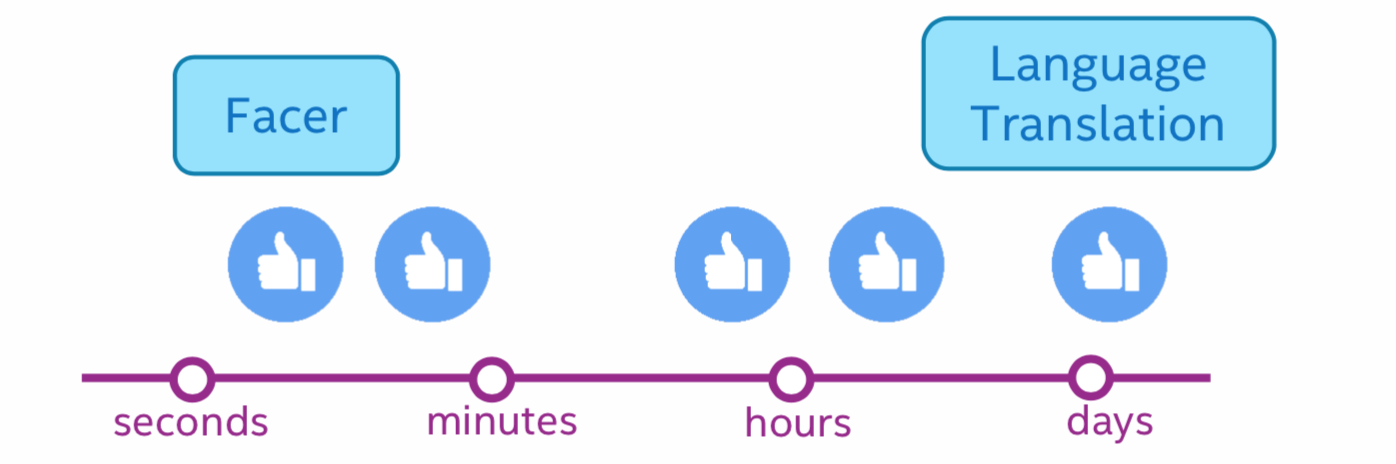 Facer
Language
Translation
seconds
minutes
hours
days